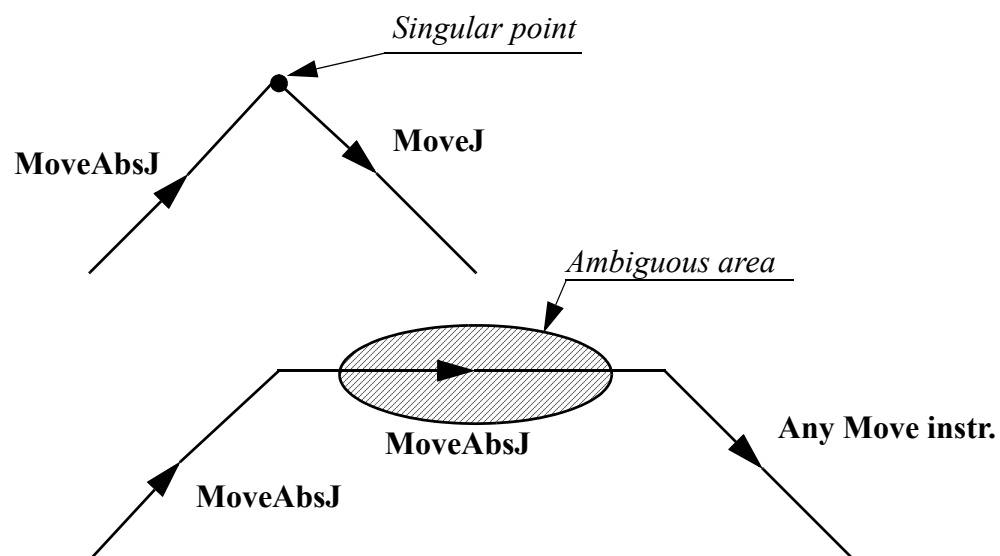 Singular point
MoveJ
MoveAbsJ
Ambiguous area
MoveAbsJ
Any Move instr.
MoveAbsJ